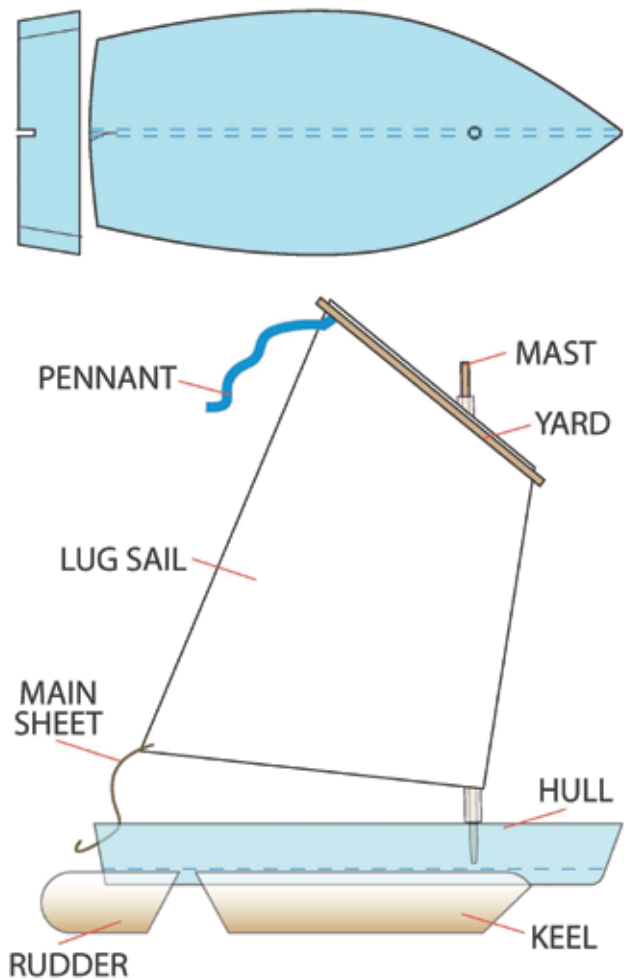 MAST
PENNANT
YARD
LUG SAIL
MAIN
SHEET
HULL
KEEL
RUDDER